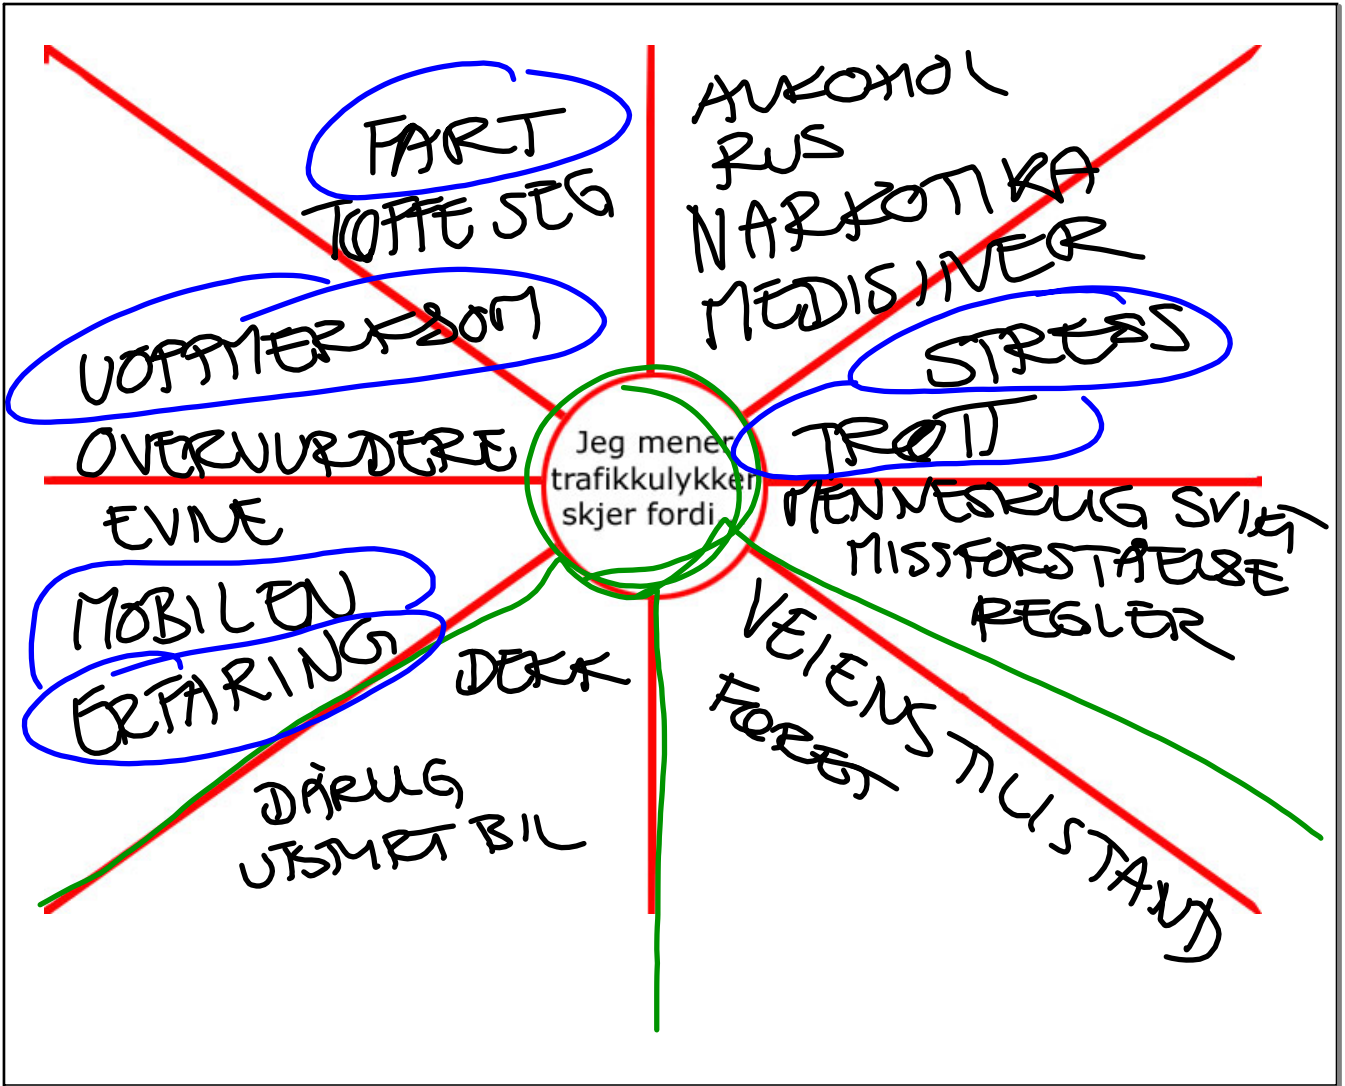 FART
TØFFE SEG
UOPPMERKSOM
OVERVURDERE
EVNE
MOBILEN
ERFARING
ALKOHOL
RUS
NARKOTIKA
MEDISINER
STRESS
TRØTT
Jeg mener
trafikkulykker
skjer fordi
MENNESKLIG SVIKT
MISSFORSTÅELSE
REGLER
VEIENS TILSTAND
FØRET
DEKK
DÅRLIG
UTSTYRT BIL